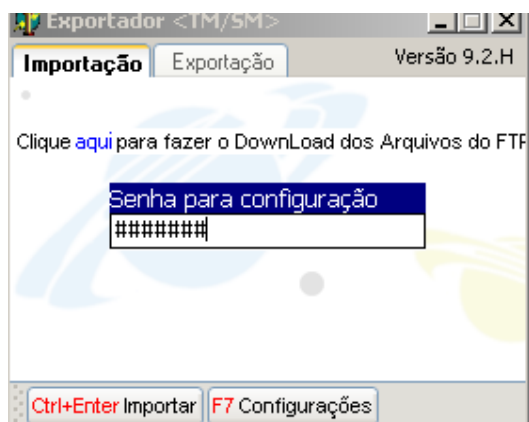 Exportador <TM/SM>
Importação Exportação Versão 9.2.H
Clique aqui para fazer o DownLoad dos Arquivos do FTP
Senha para configuração
#######
Ctrl+Enter Importar F7 Configurações